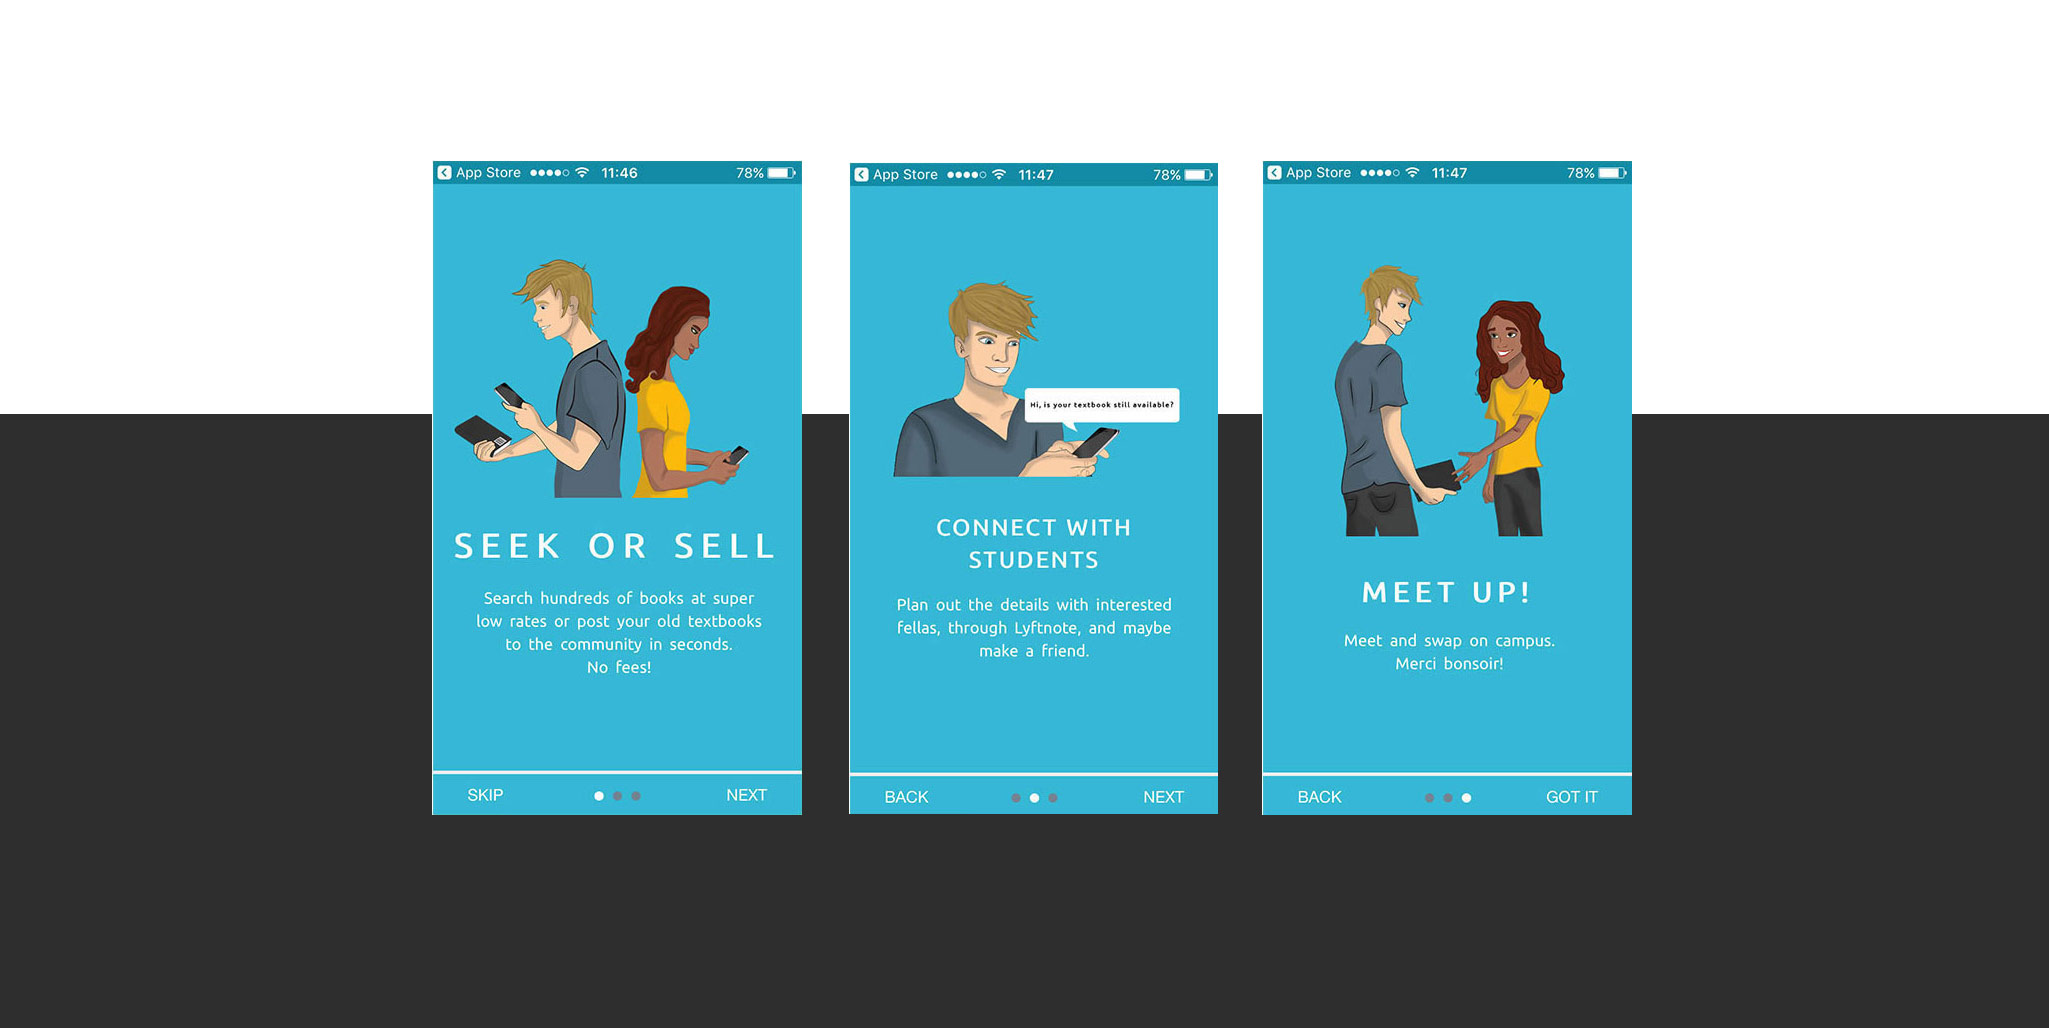 App Store 11:46 78%
SEEK OR SELL
Search hundreds of books at super
low rates or post your old textbooks
to the community in seconds.
No fees!
SKIP NEXT
App Store 11:47 78%
Hi, is your textbook still available?
CONNECT WITH
STUDENTS
Plan out the details with interested
fellas, through Lyftnote, and maybe
make a friend.
BACK NEXT
App Store 11:47 78%
MEET UP!
Meet and swap on campus.
Merci bonsoir!
BACK GOT IT